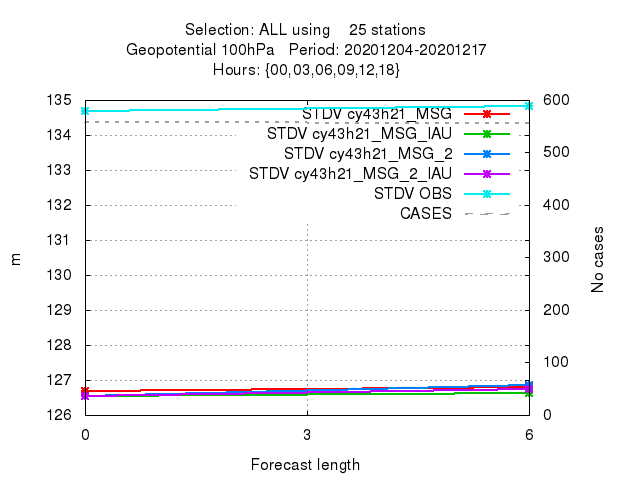 Selection: ALL using 25 stations
Geopotential 100hPa Period: 20201204-20201217
Hours: {00,03,06,09,12,18}
135
134
133
132
131
130
129
128
127
126
m
STDV cy43h21_MSG
STDV cy43h21_MSG_IAU
STDV cy43h21_MSG_2
STDV cy43h21_MSG_2_IAU
STDV OBS
CASES
600
500
400
300
200
100
0
No cases
0 3 6
Forecast length